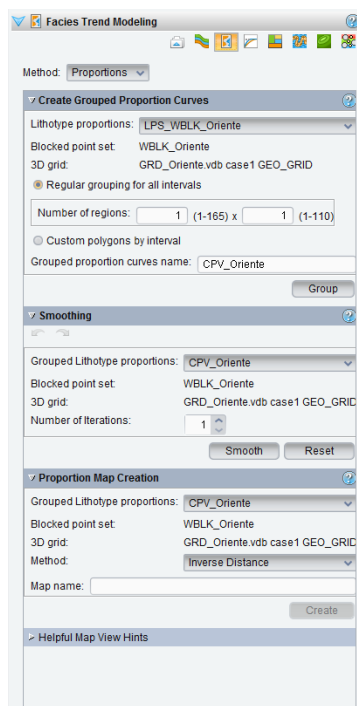 Facies Trend Modeling
Method: Proportions
Create Grouped Proportion Curves
Lithotype proportions: LPS_WBLK_Oriente
Blocked point set: WBLK_Oriente
3D grid: GRD_Oriente.vdb case1 GEO_GRID
Regular grouping for all intervals
Number of regions: 1 (1-165) x 1 (1-110)
Custom polygons by interval
Grouped proportion curves name: CPV_Oriente
Group
Smoothing
Grouped Lithotype proportions: CPV_Oriente
Blocked point set: WBLK_Oriente
3D grid: GRD_Oriente.vdb case1 GEO_GRID
Number of Iterations: 1
Smooth Reset
Proportion Map Creation
Grouped Lithotype proportions: CPV_Oriente
Blocked point set: WBLK_Oriente
3D grid: GRD_Oriente.vdb case1 GEO_GRID
Method: Inverse Distance
Map name:
Create
Helpful Map View Hints